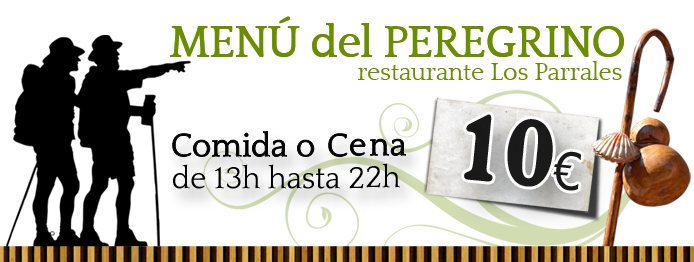 MENÚ del PEREGRINO
restaurante Los Parrales
Comida o Cena
de 13h hasta 22h
10€